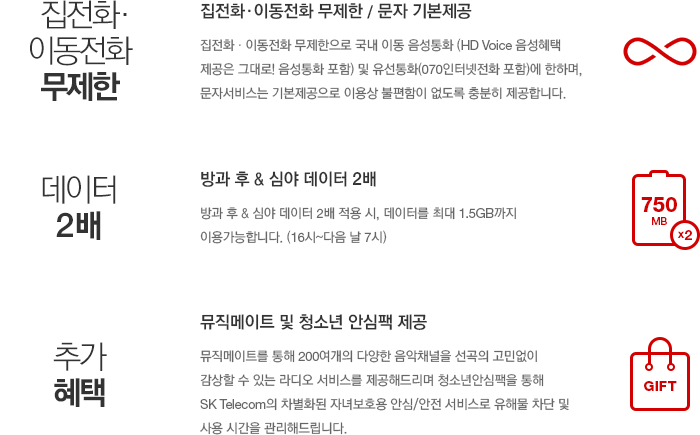 집전화·
이동전화
무제한
집전화·이동전화 무제한 / 문자 기본제공
집전화 · 이동전화 무제한으로 국내 이동 음성통화 (HD Voice 음성혜택
제공은 그대로! 음성통화 포함) 및 유선통화(070인터넷전화 포함)에 한하며,
문자서비스는 기본제공으로 이용상 불편함이 없도록 충분히 제공합니다.
데이터
2배
방과 후 & 심야 데이터 2배
방과 후 & 심야 데이터 2배 적용 시, 데이터를 최대 1.5GB까지
이용가능합니다. (16시~다음 날 7시)
750
MB
x2
추가
혜택
뮤직메이트 및 청소년 안심팩 제공
뮤직메이트를 통해 200여개의 다양한 음악채널을 선곡의 고민없이
감상할 수 있는 라디오 서비스를 제공해드리며 청소년안심팩을 통해
SK Telecom의 차별화된 자녀보호용 안심/안전 서비스로 유해물 차단 및
사용 시간을 관리해드립니다.
GIFT